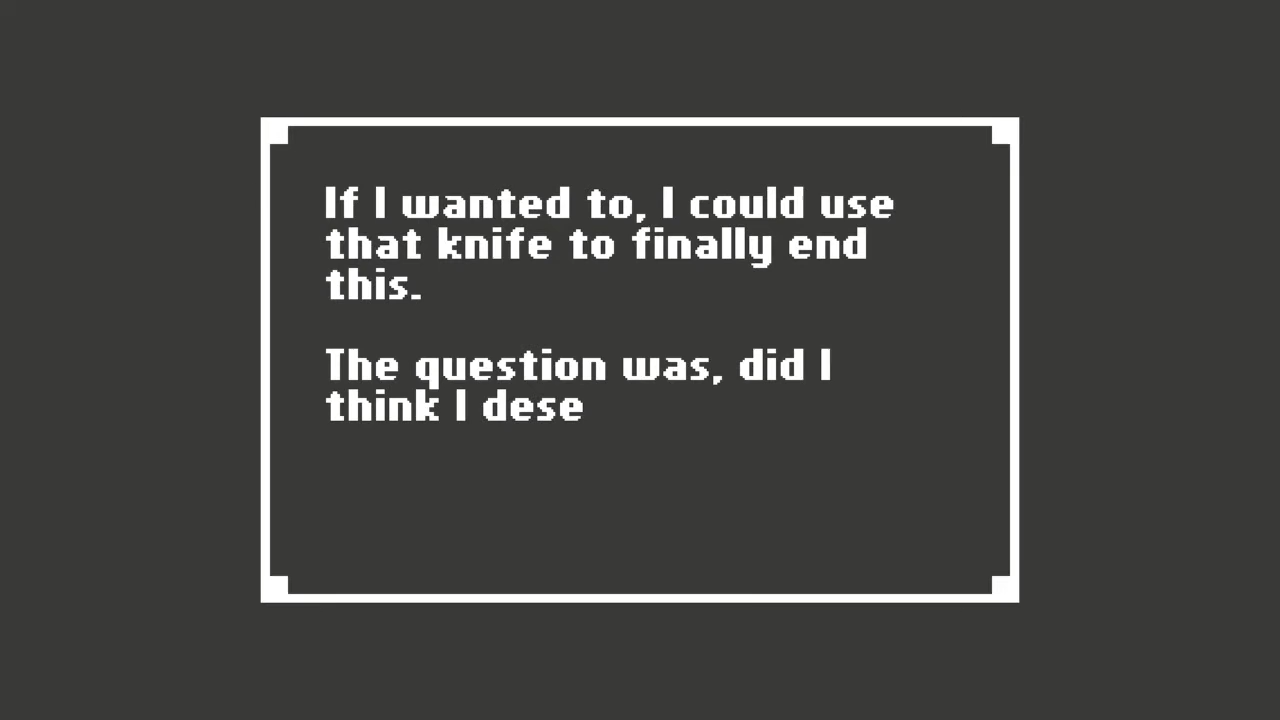 If I wanted to, I could use
that knife to finally end
this.
The question was, did I
think I dese